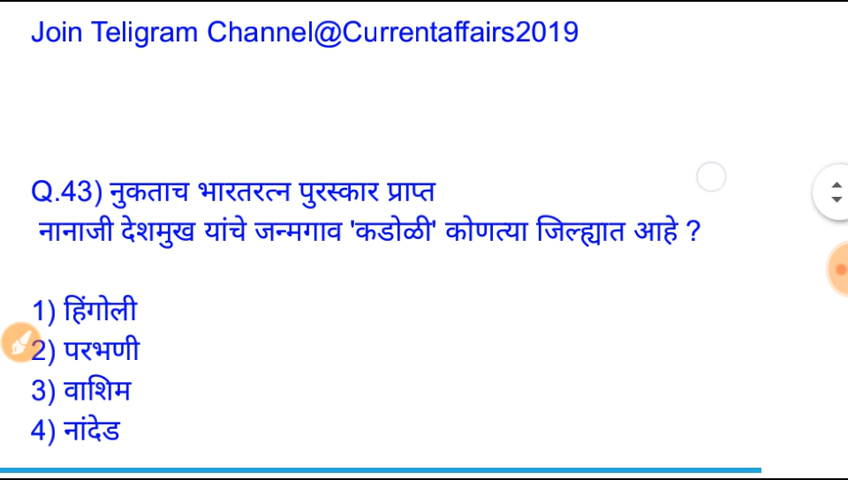 Join Teligram Channel@Currentaffairs2019
Q.43) नुकताच भारतरत्न पुरस्कार प्राप्त
नानाजी देशमुख यांचे जन्मगाव 'कडोळी' कोणत्या जिल्ह्यात आहे ?
1) हिंगोली
2) परभणी
3) वाशिम
4) नांदेड